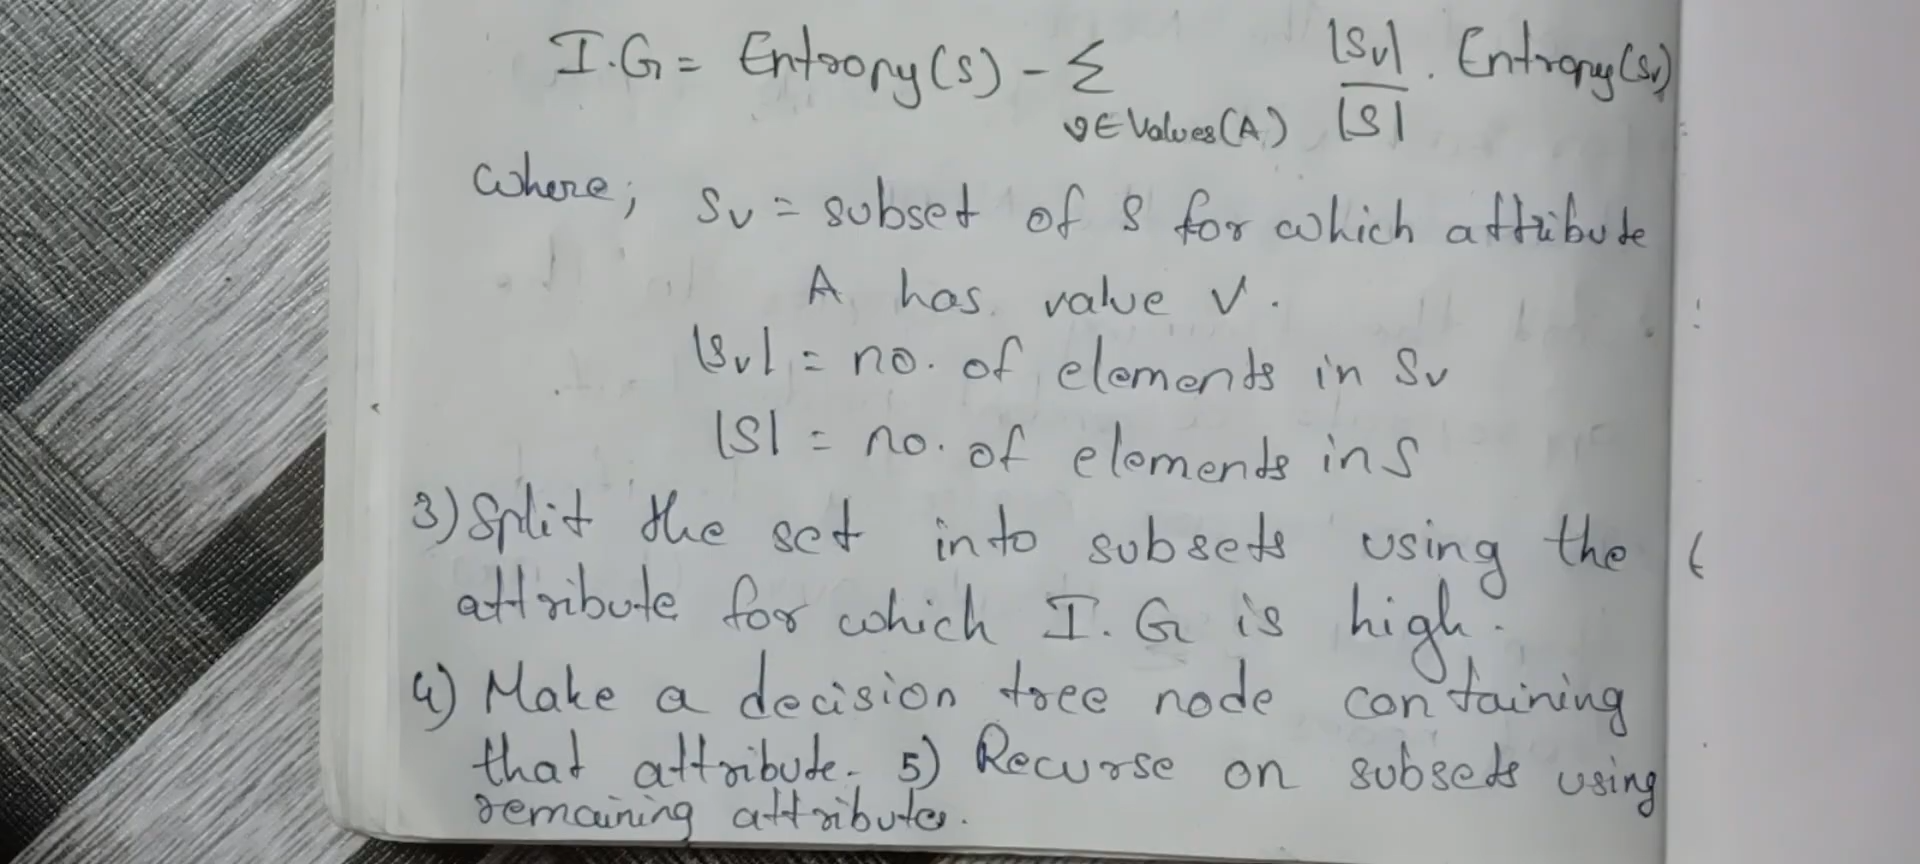 I.G = Entropy(S) - Σ |Sv| . Entropy(Sv)
v∈Values(A) |S|
where; Sv = subset of S for which attribute
A has value V.
|Sv| = no. of elements in Sv
|S| = no. of elements in S
3) Split the set into subsets using the
attribute for which I.G is high.
4) Make a decision tree node containing
that attribute. 5) Recurse on subsets using
remaining attributes.